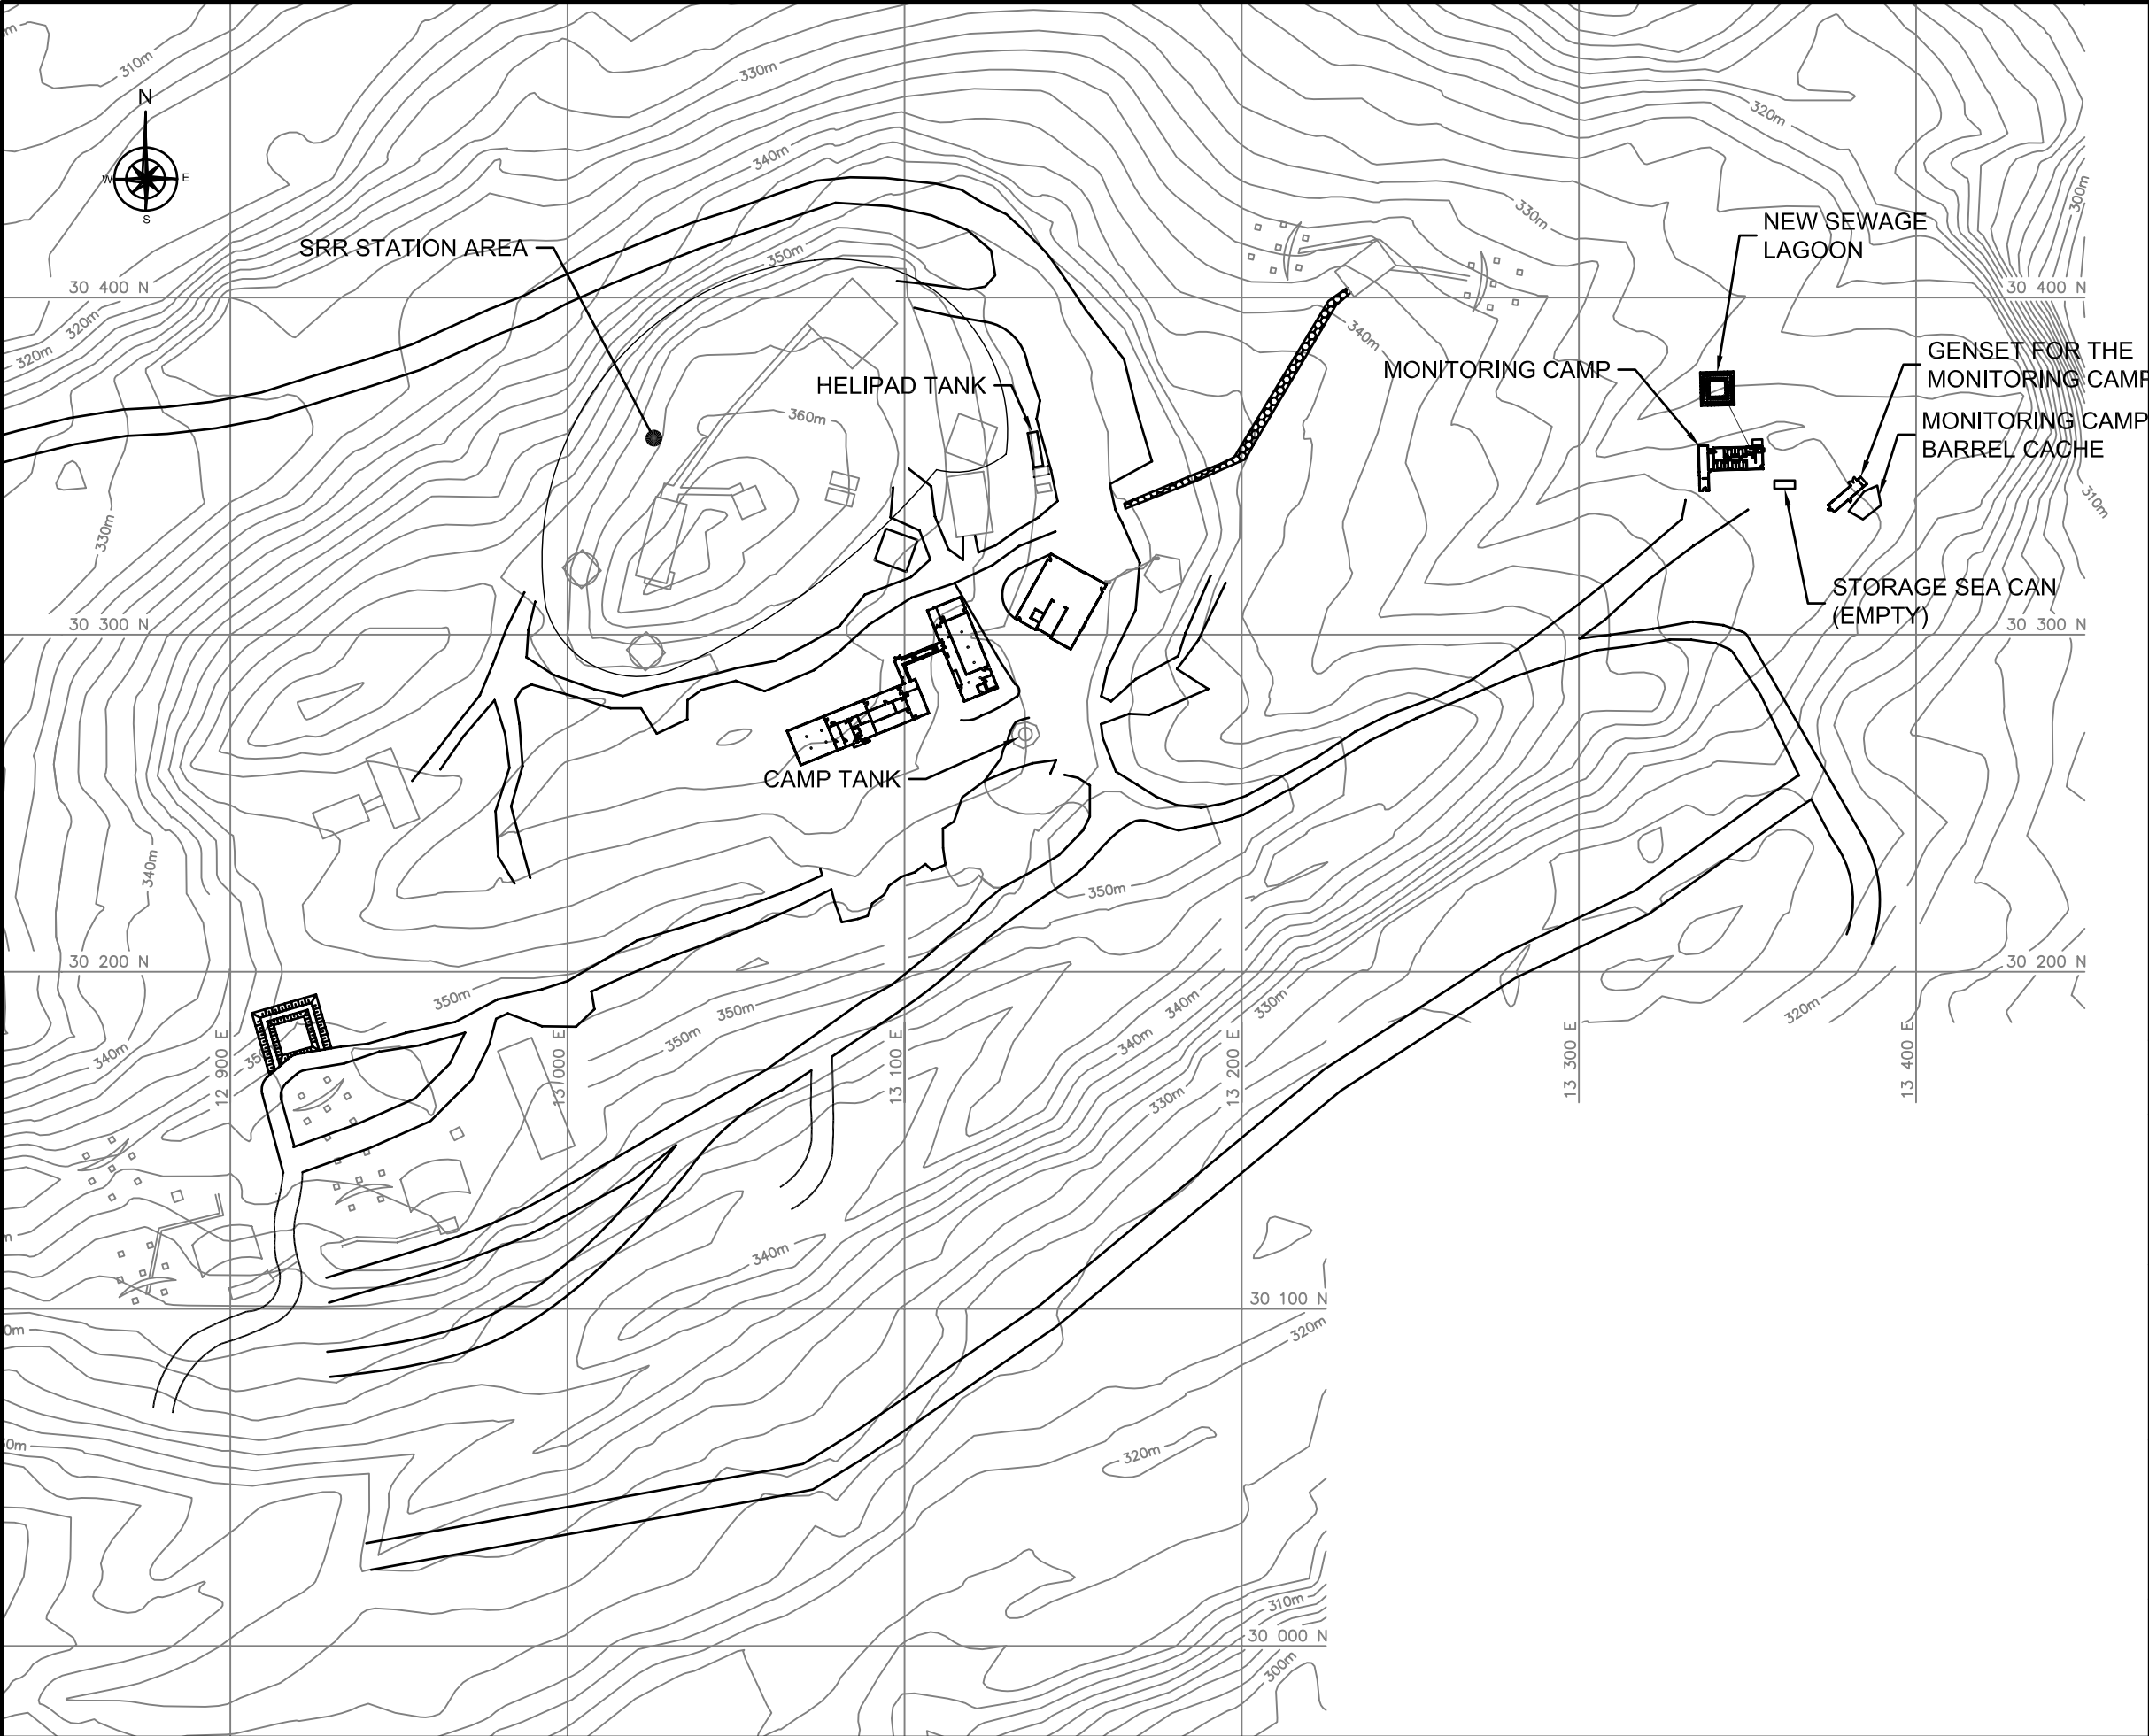 310m
330m
320m
N
W
E
S
340m
300m
330m
NEW SEWAGE
LAGOON
SRR STATION AREA
350m
30 400 N
30 400 N
320m
320m
340m
GENSET FOR THE
MONITORING CAMP
MONITORING CAMP
HELIPAD TANK
360m
MONITORING CAMP
BARREL CACHE
310m
330m
STORAGE SEA CAN
(EMPTY)
30 300 N
30 300 N
CAMP TANK
340m
350m
30 200 N
30 200 N
350m
350m
350m
340m
330m
320m
340m
340m
330m
12 900 E
13 000 E
13 100 E
13 200 E
13 300 E
13 400 E
340m
30 100 N
320m
320m
310m
30 000 N
300m